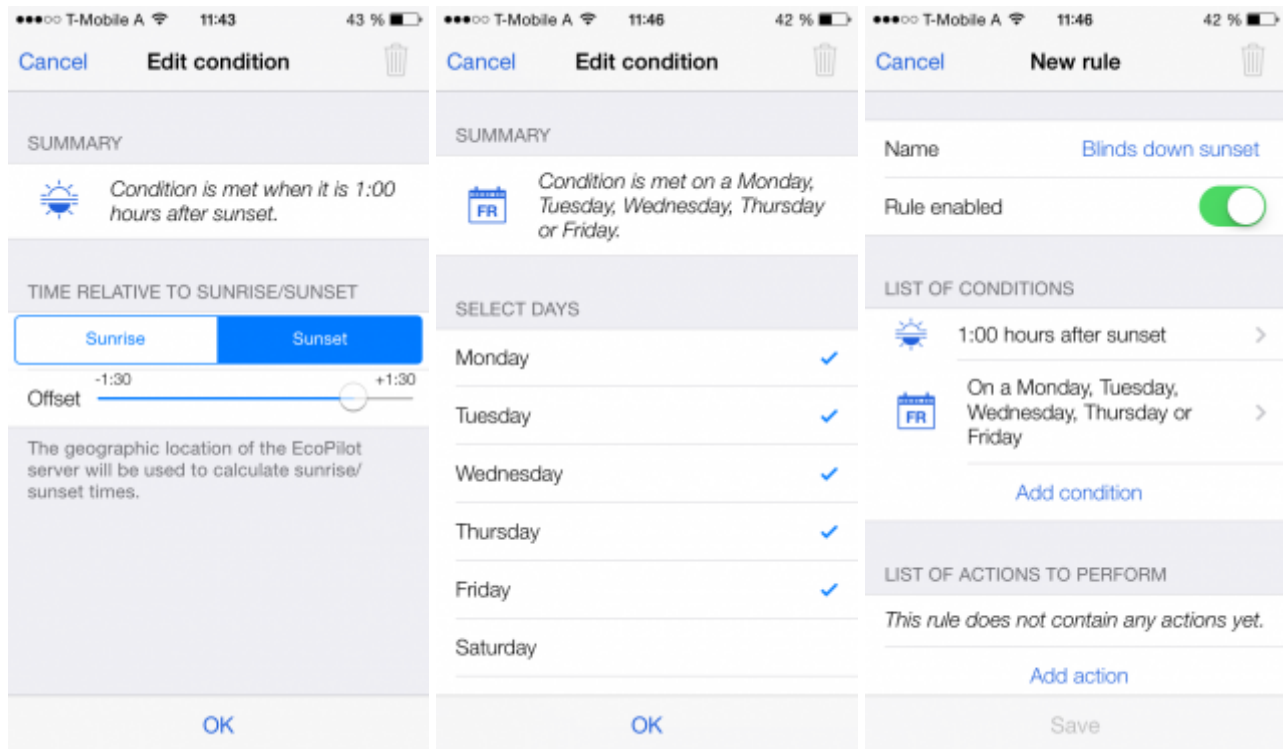 T-Mobile A 11:43 43 %
Cancel Edit condition
SUMMARY
Condition is met when it is 1:00
hours after sunset.
TIME RELATIVE TO SUNRISE/SUNSET
Sunrise Sunset
-1:30 +1:30
Offset
The geographic location of the EcoPilot
server will be used to calculate sunrise/
sunset times.
OK
T-Mobile A 11:46 42 %
Cancel Edit condition
SUMMARY
FR
Condition is met on a Monday,
Tuesday, Wednesday, Thursday
or Friday.
SELECT DAYS
Monday
Tuesday
Wednesday
Thursday
Friday
Saturday
OK
T-Mobile A 11:46 42 %
Cancel New rule
Name Blinds down sunset
Rule enabled
LIST OF CONDITIONS
1:00 hours after sunset
FR
On a Monday, Tuesday,
Wednesday, Thursday or
Friday
Add condition
LIST OF ACTIONS TO PERFORM
This rule does not contain any actions yet.
Add action
Save